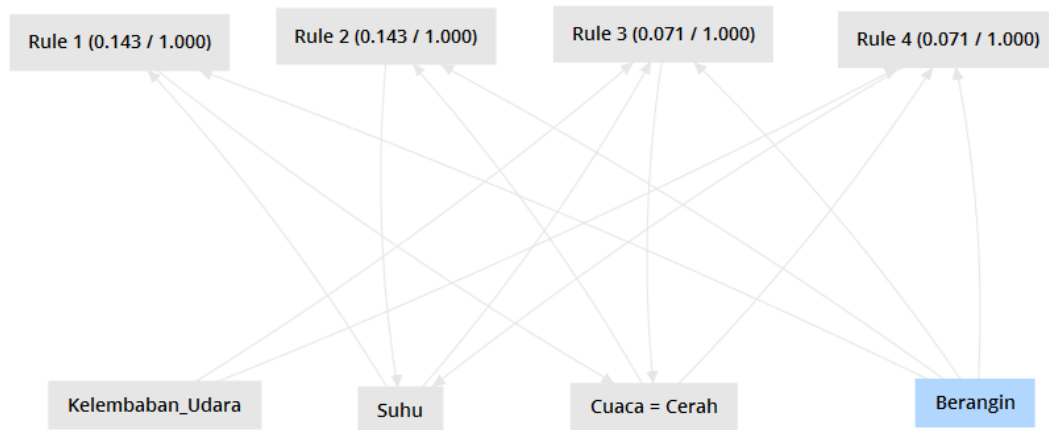 Rule 1 (0.143 / 1.000)
Rule 2 (0.143 / 1.000)
Rule 3 (0.071 / 1.000)
Rule 4 (0.071 / 1.000)
Kelembaban_Udara
Suhu
Cuaca = Cerah
Berangin